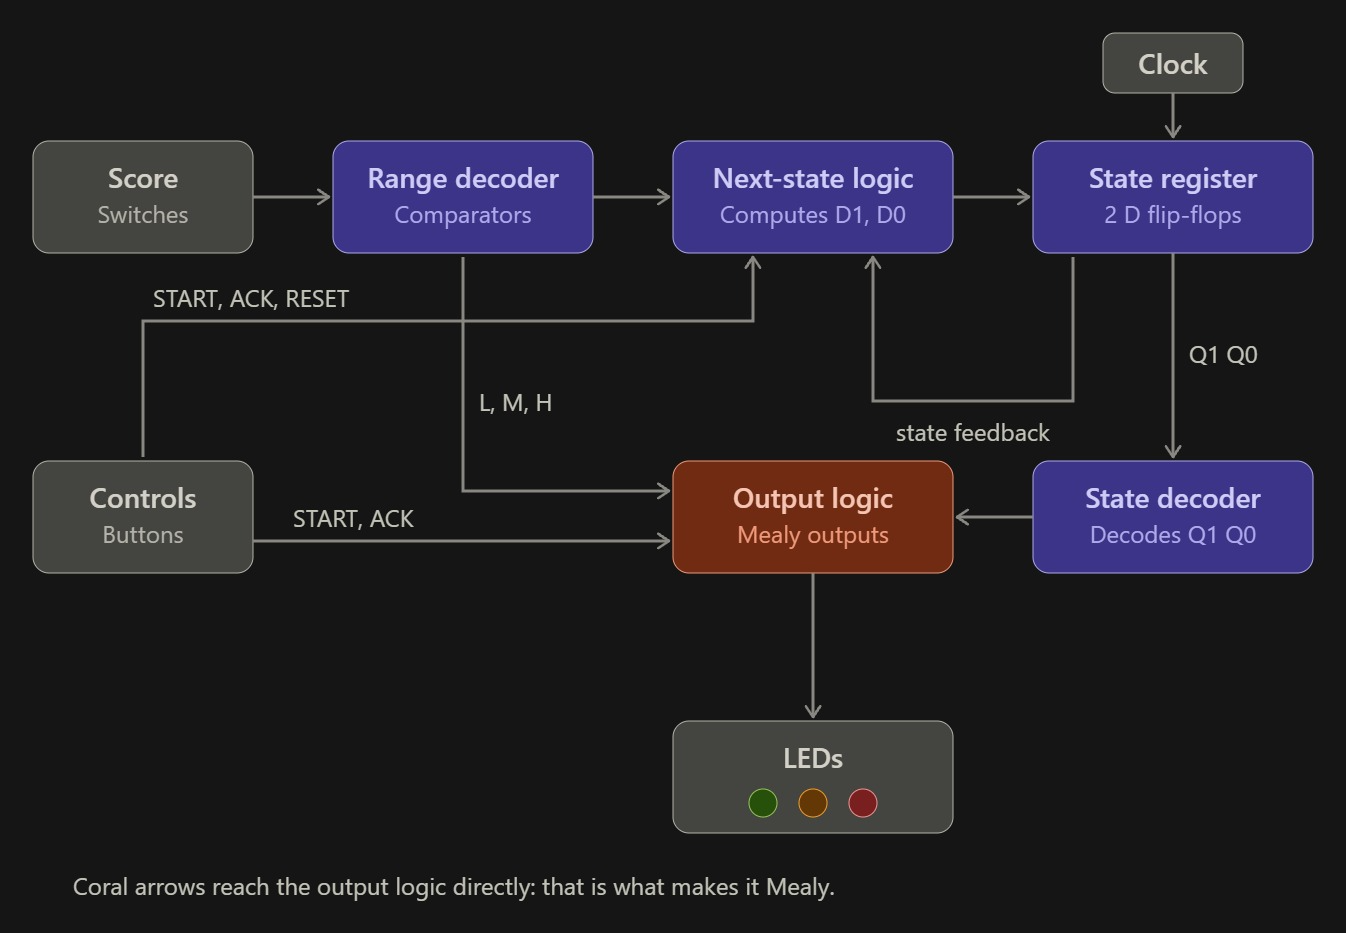 Clock
Score
Switches
Range decoder
Comparators
Next-state logic
Computes D1, D0
State register
2 D flip-flops
START, ACK, RESET
Q1 Q0
L, M, H
state feedback
Controls
Buttons
START, ACK
Output logic
Mealy outputs
State decoder
Decodes Q1 Q0
LEDs
Coral arrows reach the output logic directly: that is what makes it Mealy.